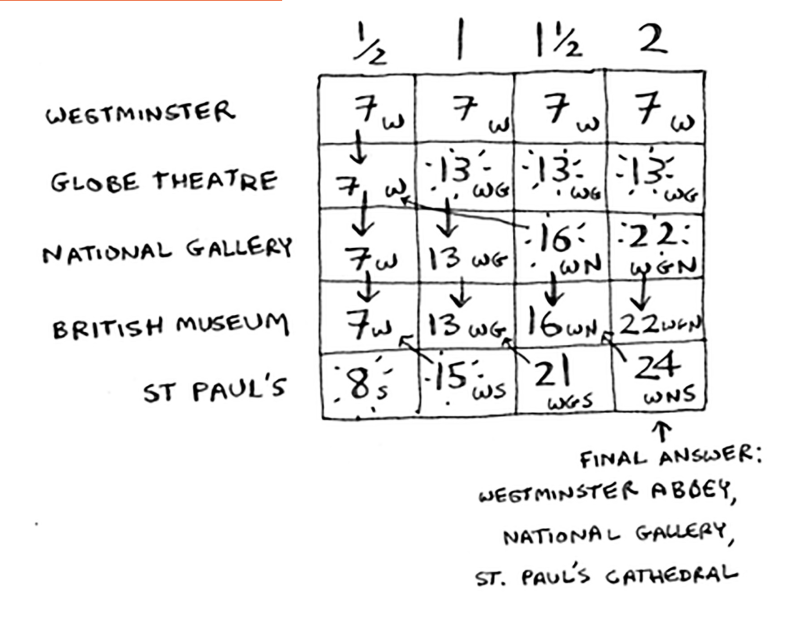 1/2 1 1 1/2 2
WESTMINSTER 7 W 7 W 7 W 7 W
GLOBE THEATRE 7 W 13 WG 13 WG 13 WG
NATIONAL GALLERY 7 W 13 WG 16 WN 22 WGN
BRITISH MUSEUM 7 W 13 WG 16 WN 22 WGN
ST PAUL'S 8 S 15 WS 21 WGS 24 WNS
FINAL ANSWER:
WESTMINSTER ABBEY,
NATIONAL GALLERY,
ST. PAUL'S CATHEDRAL